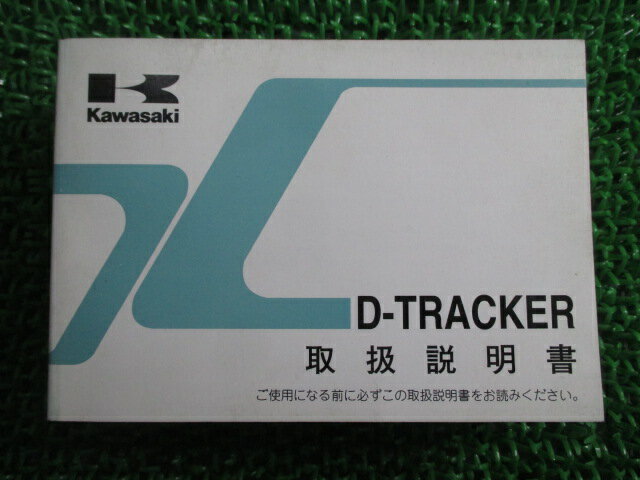 Kawasaki
D-TRACKER
取扱説明書
ご使用になる前に必ずこの取扱説明書をお読みください。